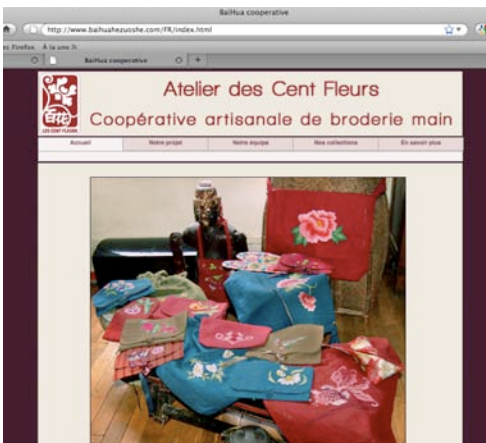 BaiHua cooperative
http://www.baihuahezuoshe.com/FR/index.html
Firefox À la une
BaiHua cooperative
Atelier des Cent Fleurs
Coopérative artisanale de broderie main
LES CENT FLEURS
Accueil Notre projet Notre équipe Nos collections En savoir plus